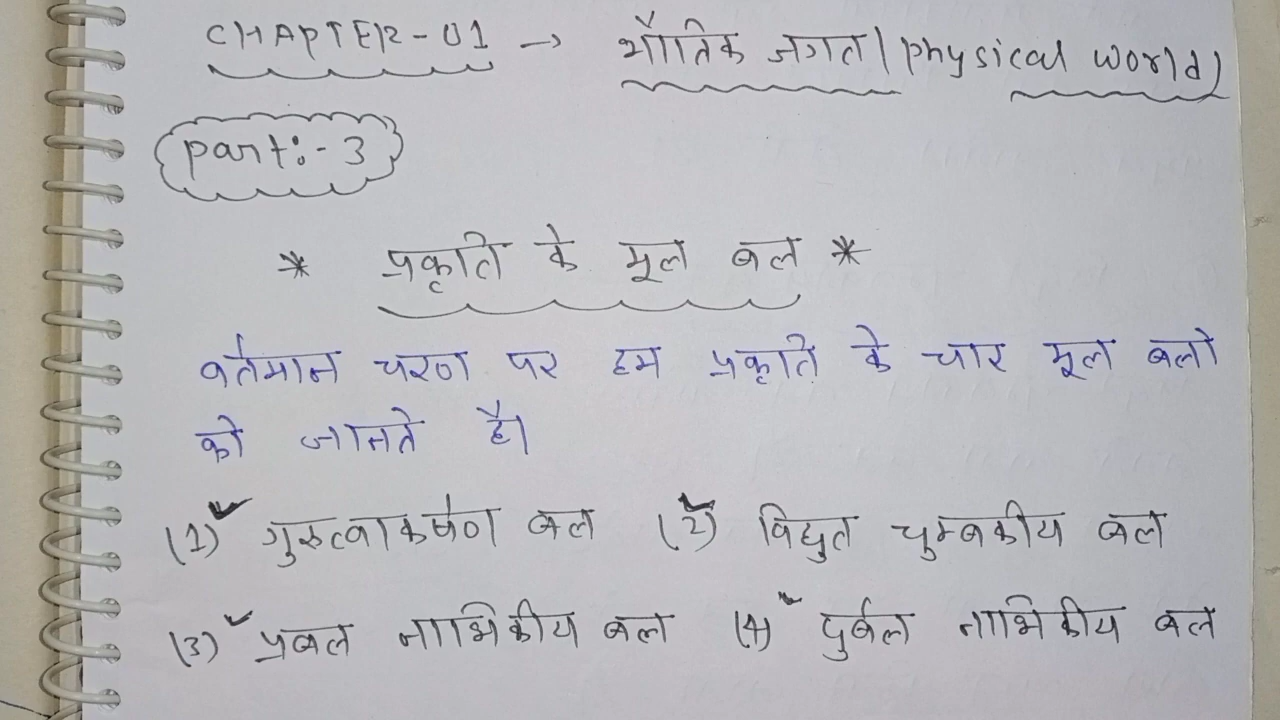 CHAPTER-01 → भौतिक जगत (physical world)
part:-3
* प्रकृति के मूल बल *
वर्तमान चरण पर हम प्रकृति के चार मूल बलो
को जानते है।
(1) गुरुत्वाकर्षण बल (2) विद्युत चुम्बकीय बल
(3) प्रबल नाभिकीय बल (4) दुर्बल नाभिकीय बल